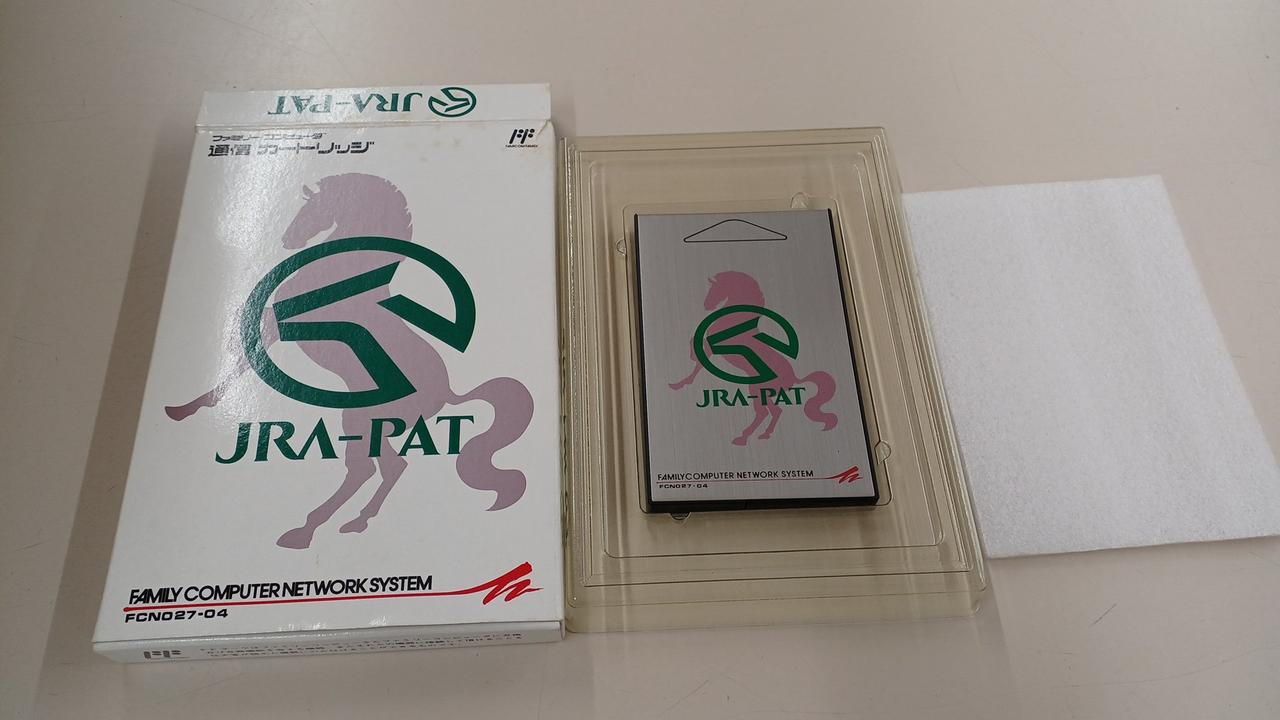 JRA-PAT
ファミリーコンピュータ
通信カートリッジ
JRA-PAT
FAMILY COMPUTER NETWORK SYSTEM
FCN027-04
JRA-PAT
FAMILY COMPUTER NETWORK SYSTEM
FCN027-04